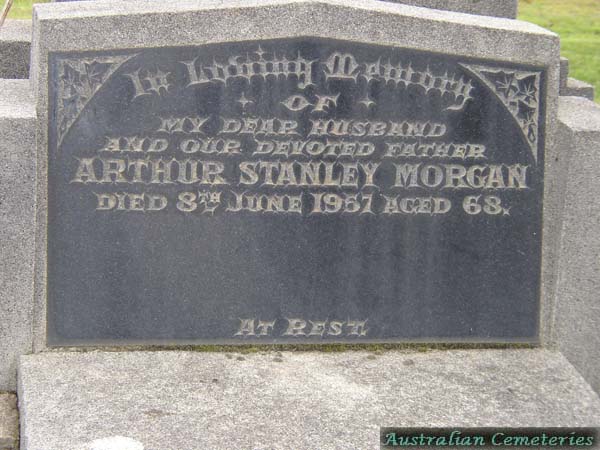 In Loving Memory
OF
MY DEAR HUSBAND
AND OUR DEVOTED FATHER
ARTHUR STANLEY MORGAN
DIED 8TH JUNE 1957 AGED 68.
AT REST.
Australian Cemeteries